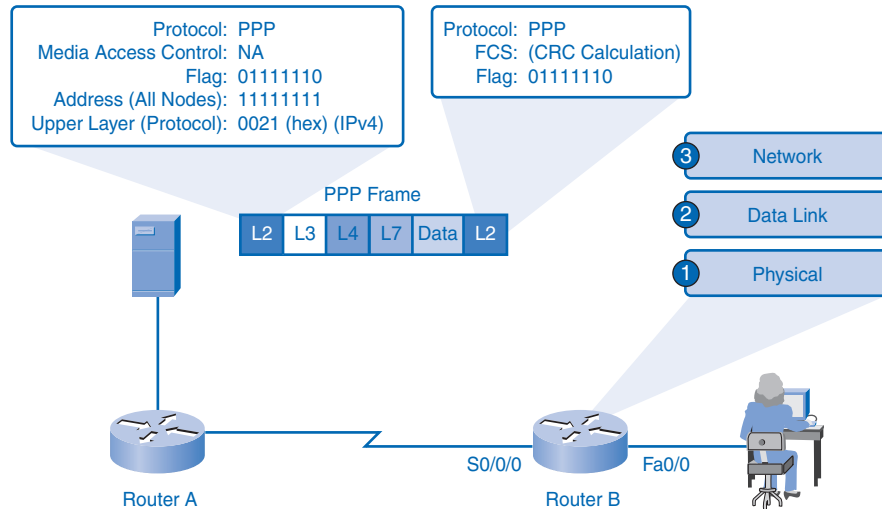 Protocol: PPP
Media Access Control: NA
Flag: 01111110
Address (All Nodes): 11111111
Upper Layer (Protocol): 0021 (hex) (IPv4)
Protocol: PPP
FCS: (CRC Calculation)
Flag: 01111110
3 Network
2 Data Link
1 Physical
PPP Frame
L2 L3 L4 L7 Data L2
S0/0/0 Fa0/0
Router A Router B